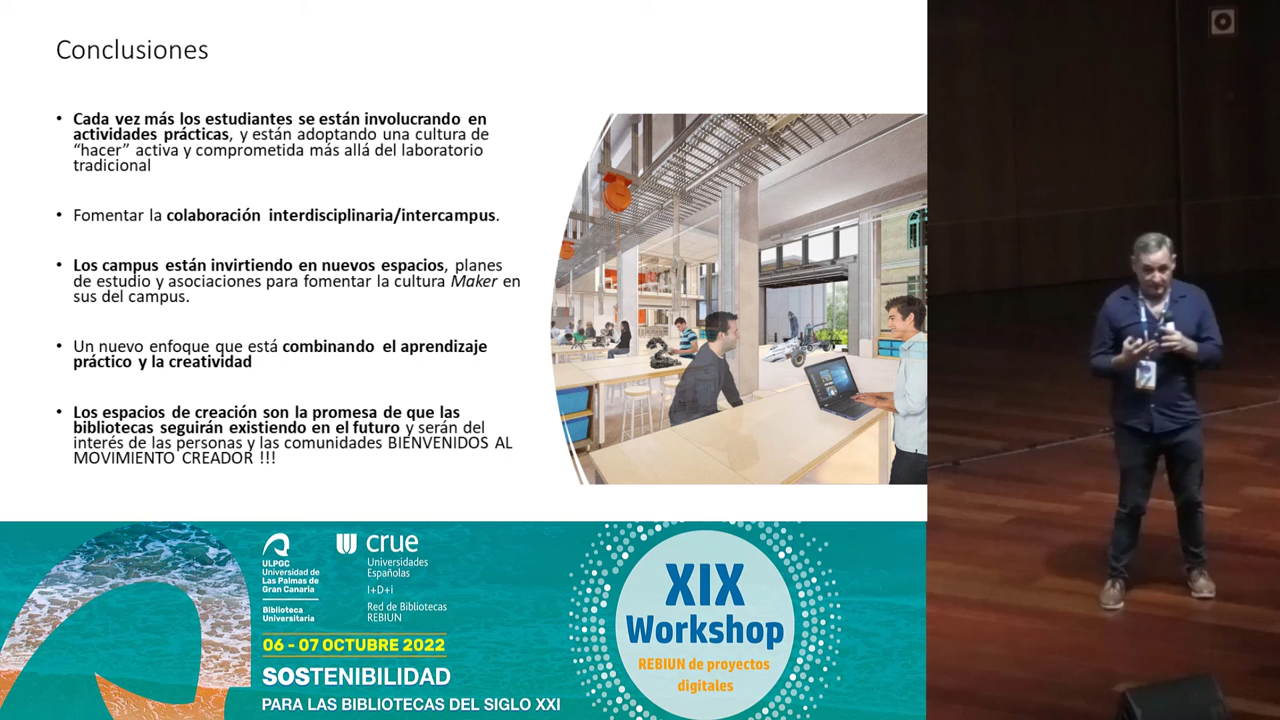 Conclusiones
• Cada vez más los estudiantes se están involucrando en
actividades prácticas, y están adoptando una cultura de
“hacer” activa y comprometida más allá del laboratorio
tradicional
• Fomentar la colaboración interdisciplinaria/intercampus.
• Los campus están invirtiendo en nuevos espacios, planes
de estudio y asociaciones para fomentar la cultura Maker en
sus del campus.
• Un nuevo enfoque que está combinando el aprendizaje
práctico y la creatividad
• Los espacios de creación son la promesa de que las
bibliotecas seguirán existiendo en el futuro y serán del
interés de las personas y las comunidades BIENVENIDOS AL
MOVIMIENTO CREADOR !!!
ULPGC
Universidad de
Las Palmas de
Gran Canaria
Biblioteca
Universitaria
crue
Universidades
Españolas
I+D+i
Red de Bibliotecas
REBIUN
06 - 07 OCTUBRE 2022
SOSTENIBILIDAD
PARA LAS BIBLIOTECAS DEL SIGLO XXI
XIX
Workshop
REBIUN de proyectos
digitales